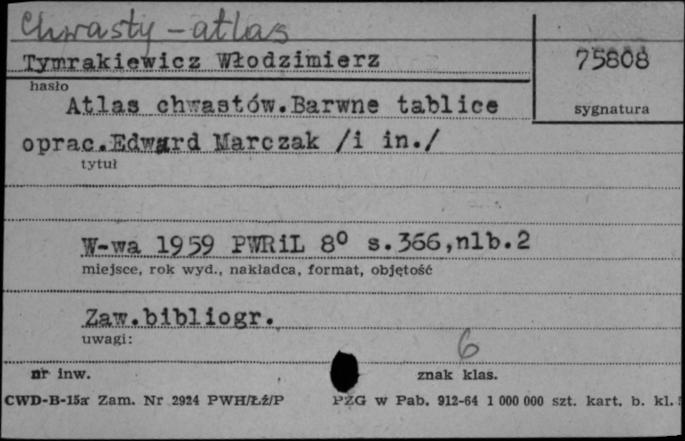 Chwasty - atlas
Tymrakiewicz Włodzimierz
75808
hasło
sygnatura
Atlas chwastów.Barwne tablice
oprac.Edward Marczak /i in./
tytuł
W-wa 1959 PWRiL 8º s.366,nlb.2
miejsce, rok wyd., nakładca, format, objętość
Zaw.bibliogr.
uwagi:
6
nr inw.
znak klas.
CWD-B-15a Zam. Nr 2924 PWH/Łź/P
PZG w Pab. 912-64 1 000 000 szt. kart. b. kl.